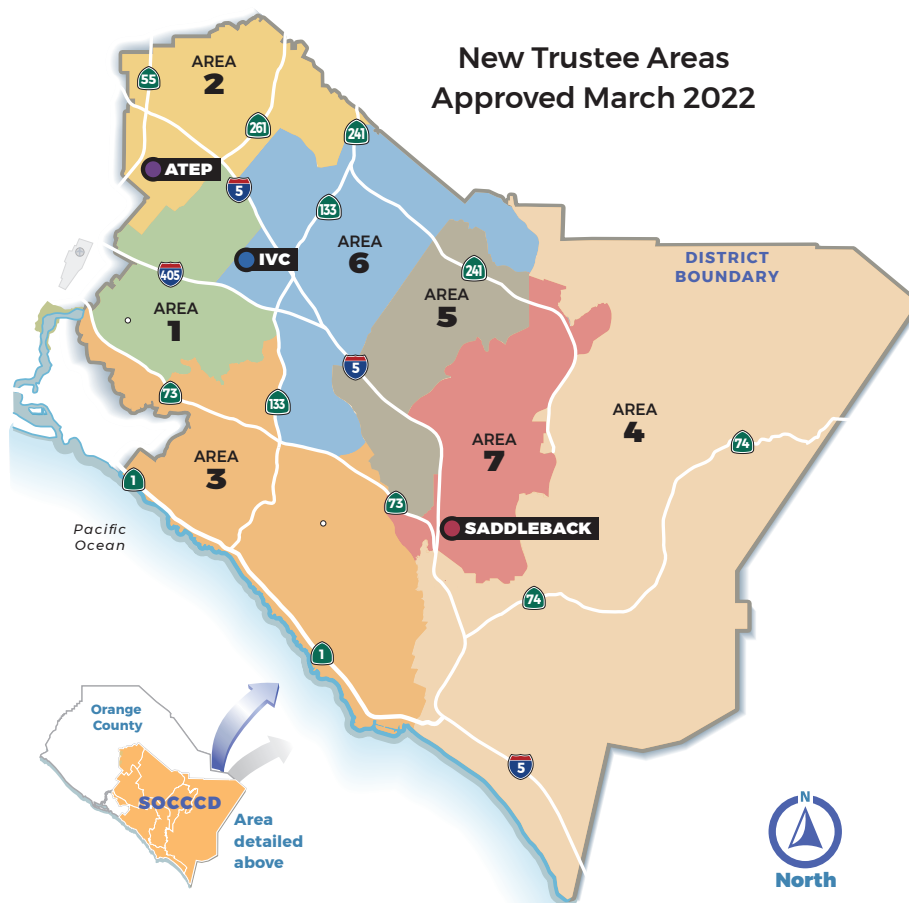 New Trustee Areas
Approved March 2022
AREA
2
55
261
241
ATEP
5
133
IVC
AREA
6
405
241
DISTRICT
BOUNDARY
AREA
5
AREA
1
5
73
133
AREA
4
AREA
7
74
AREA
3
1
73
SADDLEBACK
Pacific
Ocean
74
1
5
Orange
County
SOCCCD
Area
detailed
above
N
North